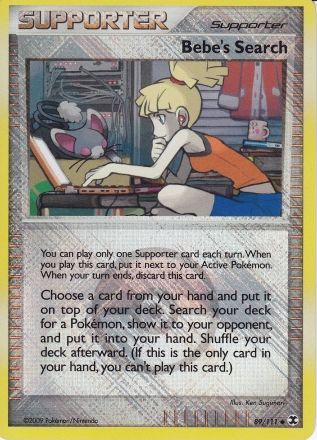 SUPPORTER Supporter
Bebe's Search
You can play only one Supporter card each turn. When
you play this card, put it next to your Active Pokémon.
When your turn ends, discard this card.
Choose a card from your hand and put it
on top of your deck. Search your deck
for a Pokémon, show it to your opponent,
and put it into your hand. Shuffle your
deck afterward. (If this is the only card
in your hand, you can't play this card.)
Illus. Ken Sugimori
©2009 Pokémon/Nintendo 89/111